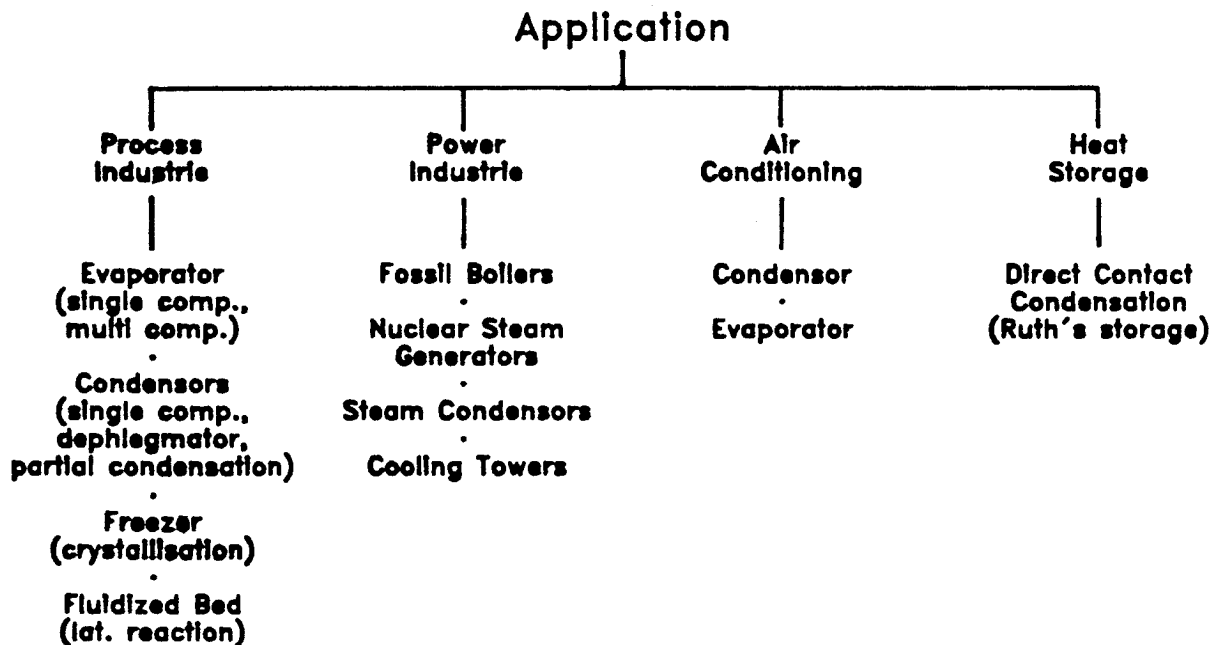 Application
Process
Industrie
Power
Industrie
Air
Conditioning
Heat
Storage
Evaporator
(single comp.,
multi comp.)
.
Condensors
(single comp.,
dephlegmator,
partial condensation)
.
Freezer
(crystallisation)
.
Fluidized Bed
(lat. reaction)
Fossil Boilers
.
Nuclear Steam
Generators
.
Steam Condensors
.
Cooling Towers
Condensor
.
Evaporator
Direct Contact
Condensation
(Ruth´s storage)